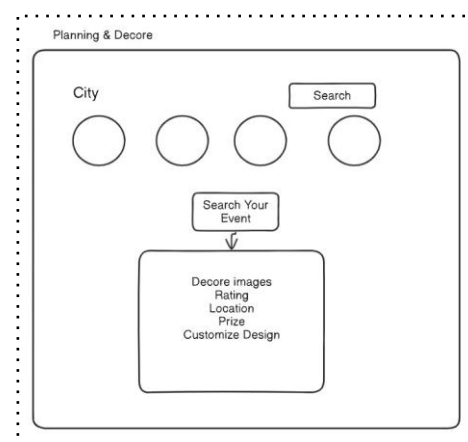 Planning & Decore
City
Search
Search Your
Event
Decore images
Rating
Location
Prize
Customize Design